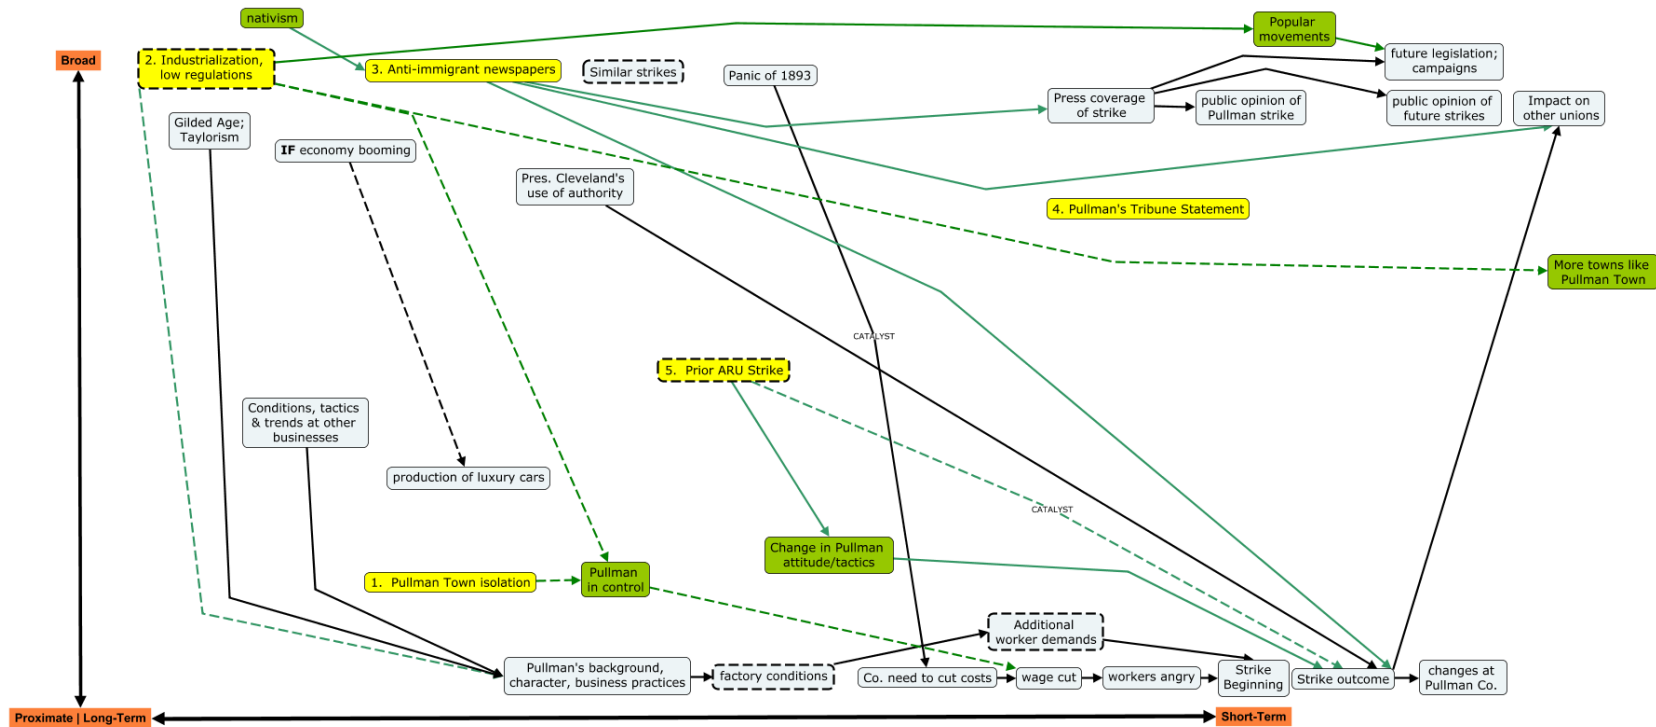 nativism
Popular
movements
Broad
2. Industrialization,
low regulations
3. Anti-immigrant newspapers
Similar strikes
Panic of 1893
future legislation;
campaigns
Press coverage
of strike
public opinion of
Pullman strike
public opinion of
future strikes
Impact on
other unions
Gilded Age;
Taylorism
IF economy booming
Pres. Cleveland's
use of authority
4. Pullman's Tribune Statement
More towns like
Pullman Town
CATALYST
5. Prior ARU Strike
Conditions, tactics
& trends at other
businesses
production of luxury cars
CATALYST
Change in Pullman
attitude/tactics
1. Pullman Town isolation
Pullman
in control
Additional
worker demands
Pullman's background,
character, business practices
factory conditions
Co. need to cut costs
wage cut
workers angry
Strike
Beginning
Strike outcome
changes at
Pullman Co.
Proximate | Long-Term
Short-Term